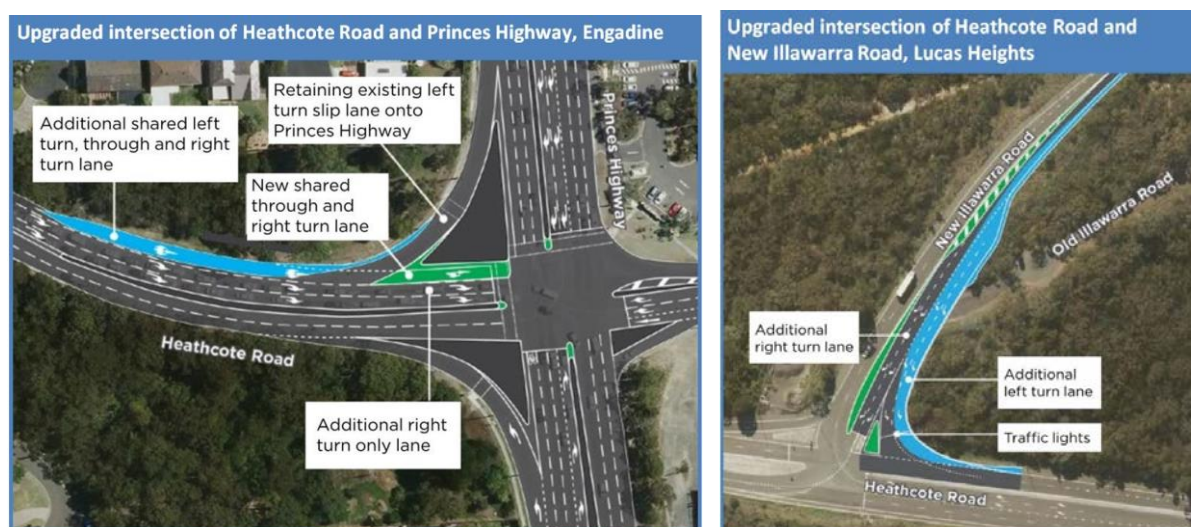 Upgraded intersection of Heathcote Road and Princes Highway, Engadine
Retaining existing left
turn slip lane onto
Princes Highway
Additional shared left
turn, through and right
turn lane
New shared
through and
right turn lane
Princes Highway
Heathcote Road
Additional right
turn only lane
Upgraded intersection of Heathcote Road and
New Illawarra Road, Lucas Heights
New Illawarra Road
Old Illawarra Road
Additional
right turn lane
Additional
left turn lane
Traffic lights
Heathcote Road